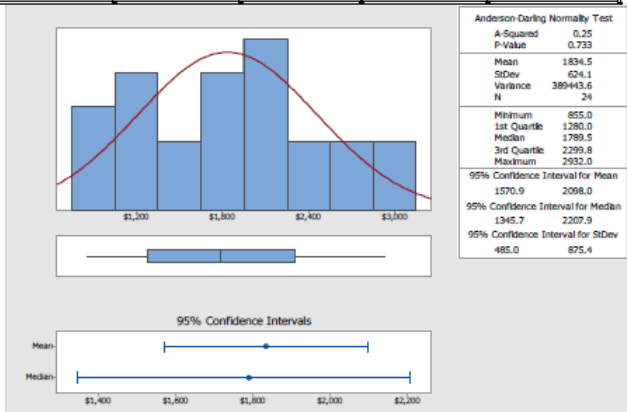 Anderson-Darling Normality Test
A-Squared 0.25
P-Value 0.733
Mean 1834.5
StDev 624.1
Variance 389443.6
N 24
Minimum 855.0
1st Quartile 1280.0
Median 1789.5
3rd Quartile 2299.8
Maximum 2932.0
95% Confidence Interval for Mean
1570.9 2098.0
95% Confidence Interval for Median
1345.7 2207.9
95% Confidence Interval for StDev
485.0 875.4
$1,200 $1,800 $2,400 $3,000
95% Confidence Intervals
Mean
Median
$1,400 $1,600 $1,800 $2,000 $2,200